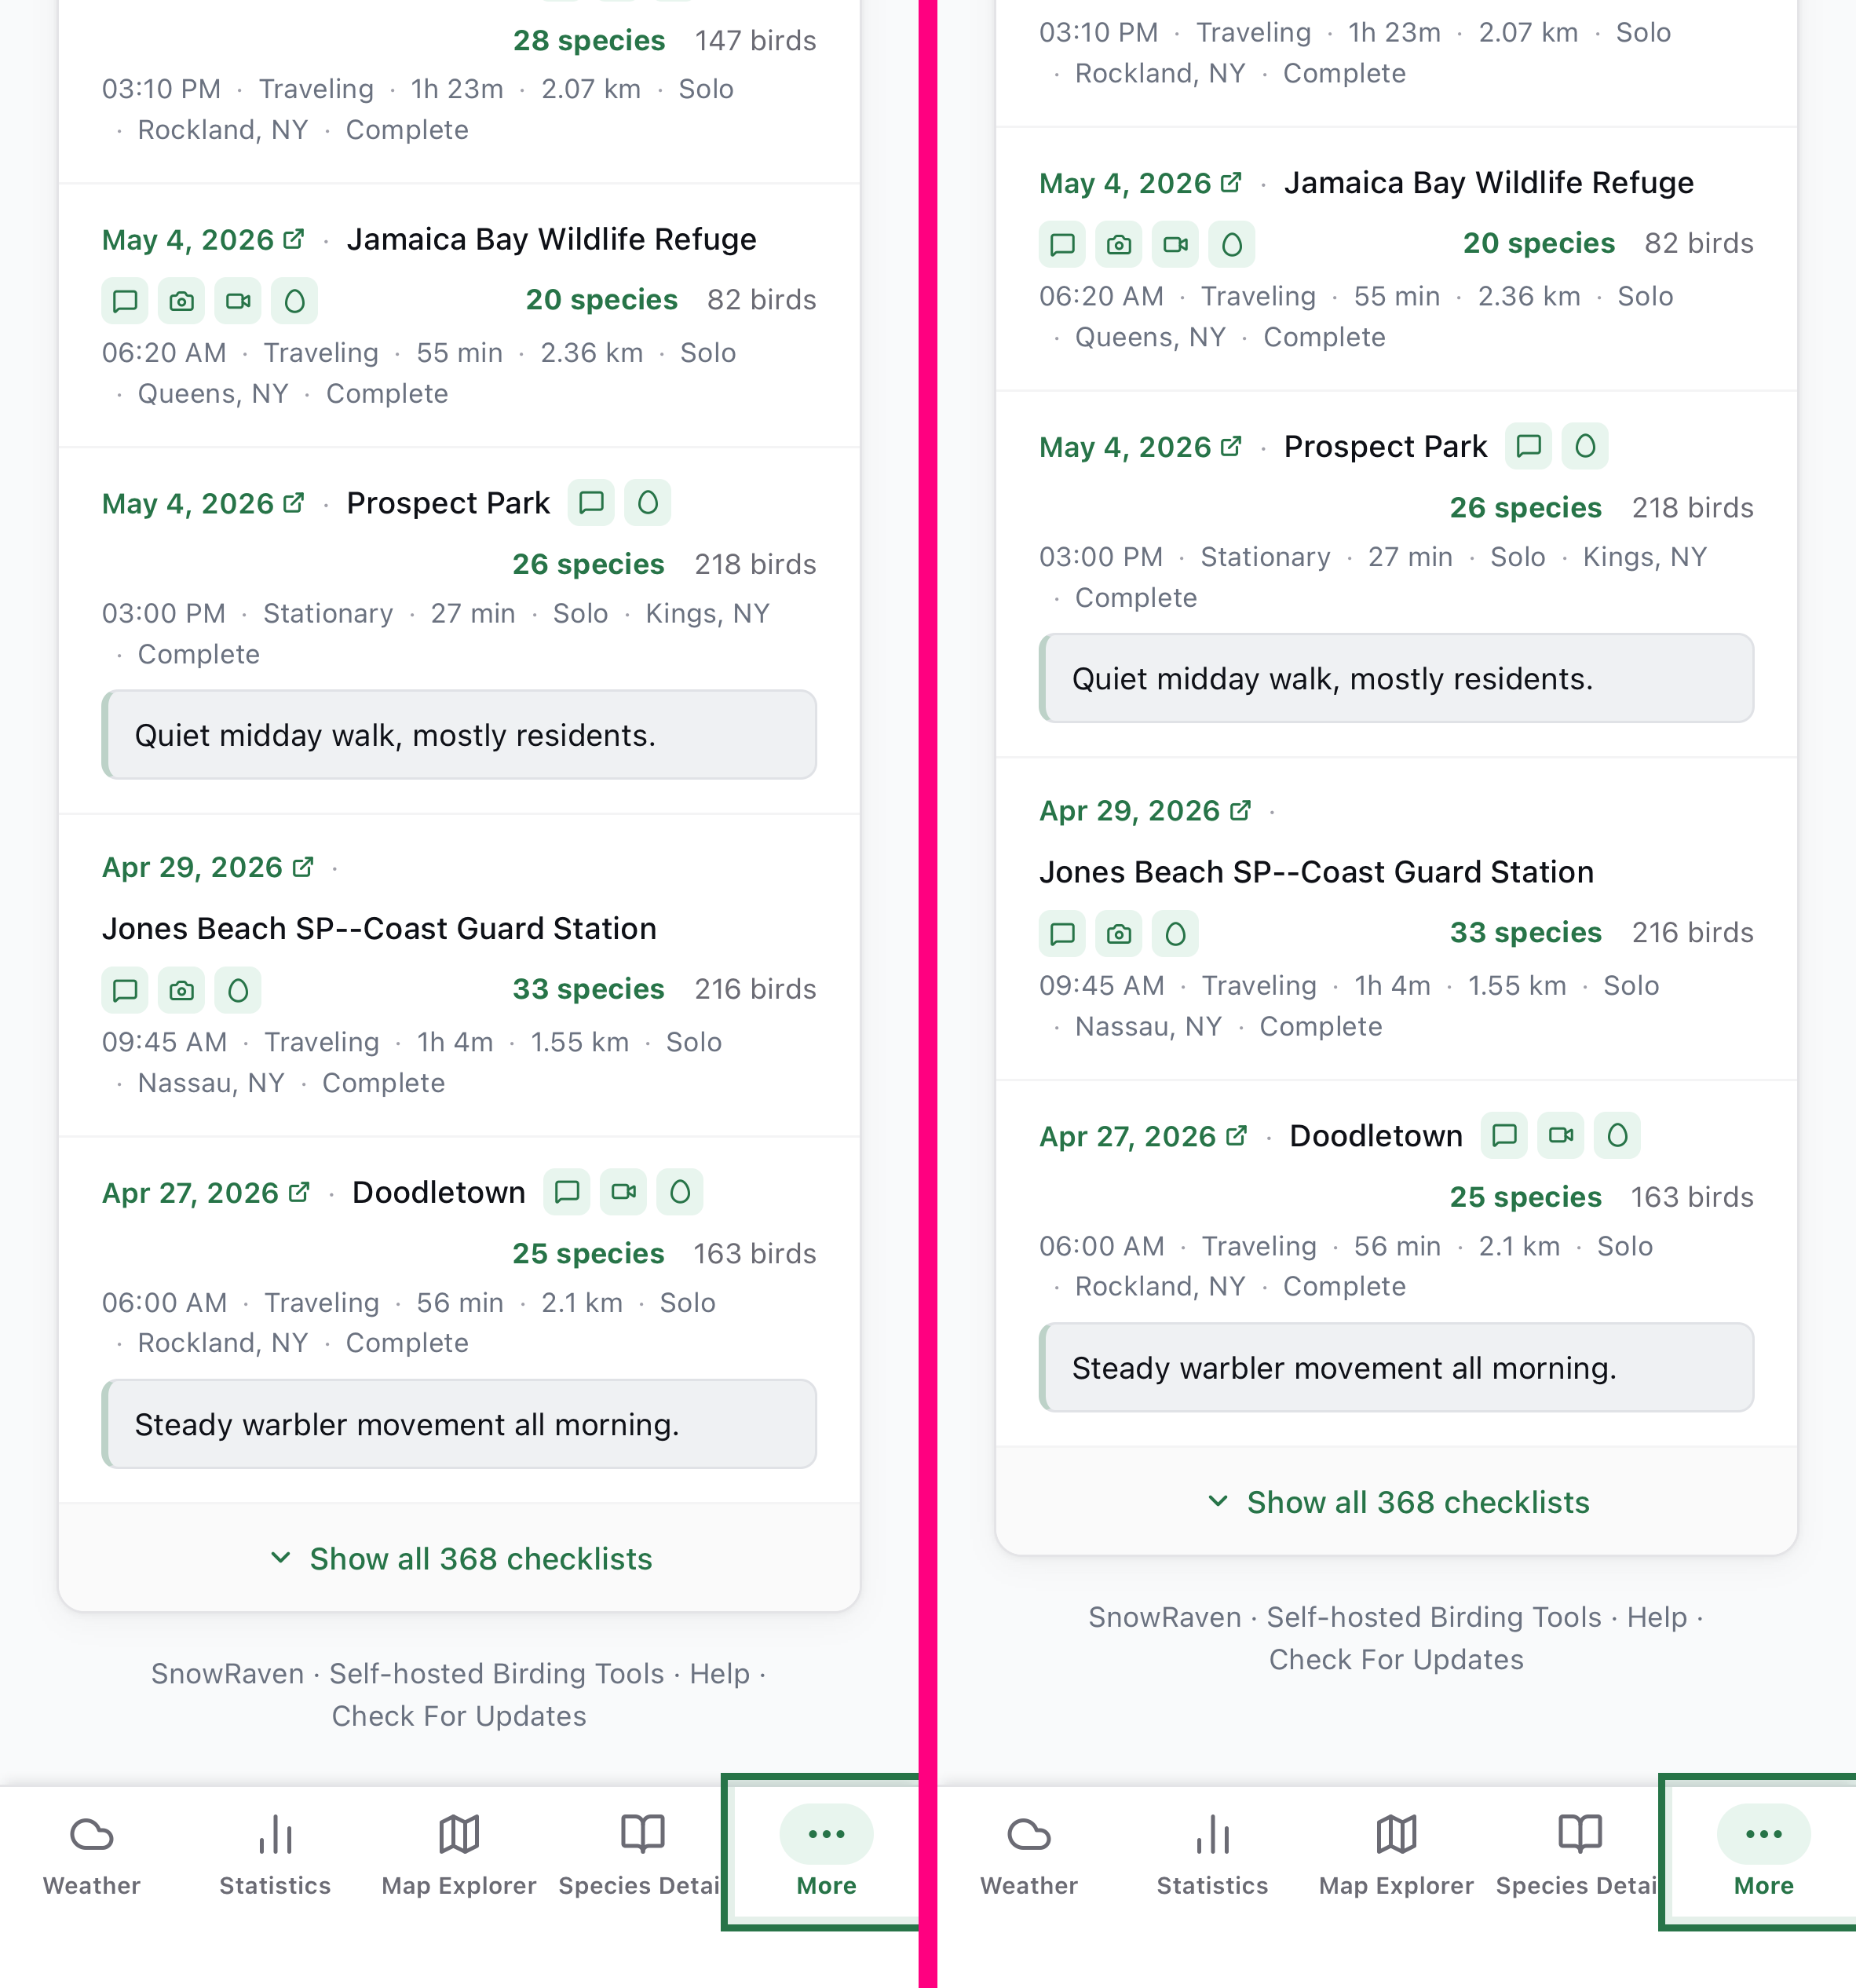 28 species 147 birds
03:10 PM · Traveling · 1h 23m · 2.07 km · Solo
· Rockland, NY · Complete
May 4, 2026 · Jamaica Bay Wildlife Refuge
20 species 82 birds
06:20 AM · Traveling · 55 min · 2.36 km · Solo
· Queens, NY · Complete
May 4, 2026 · Prospect Park
26 species 218 birds
03:00 PM · Stationary · 27 min · Solo · Kings, NY
· Complete
Quiet midday walk, mostly residents.
Apr 29, 2026 ·
Jones Beach SP--Coast Guard Station
33 species 216 birds
09:45 AM · Traveling · 1h 4m · 1.55 km · Solo
· Nassau, NY · Complete
Apr 27, 2026 · Doodletown
25 species 163 birds
06:00 AM · Traveling · 56 min · 2.1 km · Solo
· Rockland, NY · Complete
Steady warbler movement all morning.
Show all 368 checklists
SnowRaven · Self-hosted Birding Tools · Help ·
Check For Updates
Weather Statistics Map Explorer Species Detai More
03:10 PM · Traveling · 1h 23m · 2.07 km · Solo
· Rockland, NY · Complete
May 4, 2026 · Jamaica Bay Wildlife Refuge
20 species 82 birds
06:20 AM · Traveling · 55 min · 2.36 km · Solo
· Queens, NY · Complete
May 4, 2026 · Prospect Park
26 species 218 birds
03:00 PM · Stationary · 27 min · Solo · Kings, NY
· Complete
Quiet midday walk, mostly residents.
Apr 29, 2026 ·
Jones Beach SP--Coast Guard Station
33 species 216 birds
09:45 AM · Traveling · 1h 4m · 1.55 km · Solo
· Nassau, NY · Complete
Apr 27, 2026 · Doodletown
25 species 163 birds
06:00 AM · Traveling · 56 min · 2.1 km · Solo
· Rockland, NY · Complete
Steady warbler movement all morning.
Show all 368 checklists
SnowRaven · Self-hosted Birding Tools · Help ·
Check For Updates
Weather Statistics Map Explorer Species Detai More